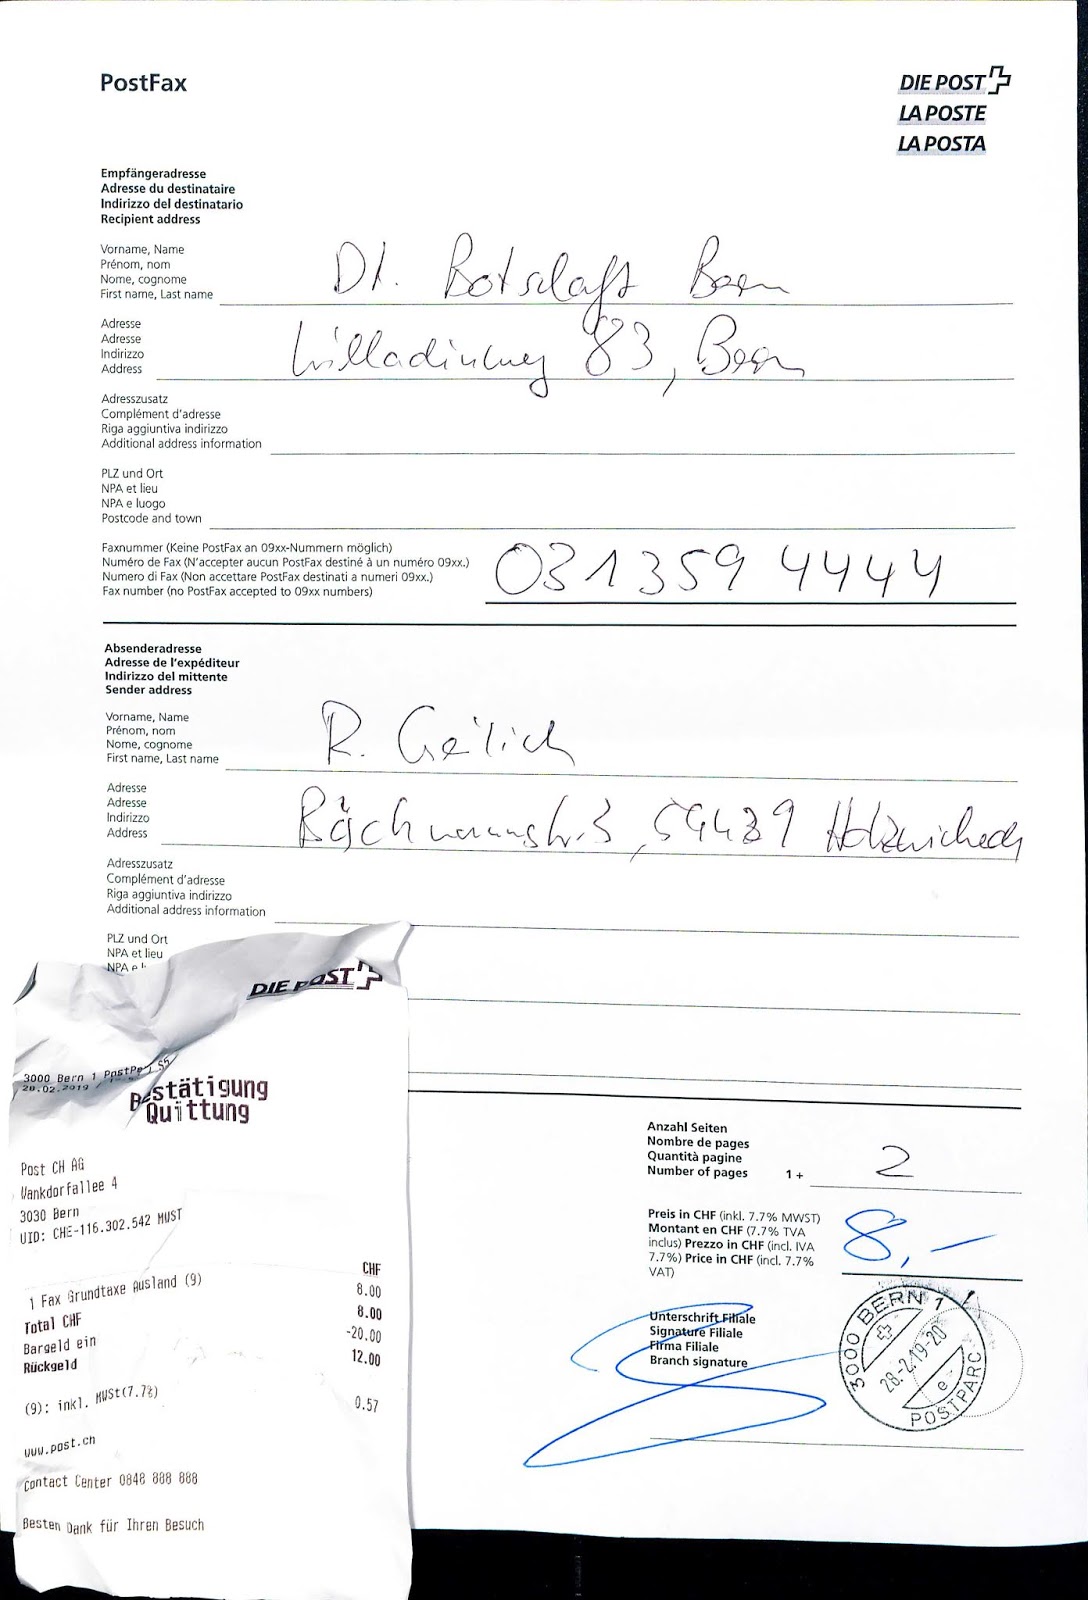 PostFax
DIE POST
LA POSTE
LA POSTA
Empfängeradresse
Adresse du destinataire
Indirizzo del destinatario
Recipient address
Vorname, Name
Prénom, nom
Nome, cognome
First name, Last name
Dt. Botschaft Bern
Adresse
Adresse
Indirizzo
Address
Willadingweg 83, Bern
Adresszusatz
Complément d'adresse
Riga aggiuntiva indirizzo
Additional address information
PLZ und Ort
NPA et lieu
NPA e luogo
Postcode and town
Faxnummer (Keine PostFax an 09xx-Nummern möglich)
Numéro de Fax (N'accepter aucun PostFax destiné à un numéro 09xx.)
Numero di Fax (Non accettare PostFax destinati a numeri 09xx.)
Fax number (no PostFax accepted to 09xx numbers)
031 359 4444
Absenderadresse
Adresse de l'expéditeur
Indirizzo del mittente
Sender address
Vorname, Name
Prénom, nom
Nome, cognome
First name, Last name
R. Geilich
Adresse
Adresse
Indirizzo
Address
59439 Holzwickede
Adresszusatz
Complément d'adresse
Riga aggiuntiva indirizzo
Additional address information
PLZ und Ort
NPA et lieu
NPA e
DIE POST
3000 Bern 1
28.02.2019
Bestätigung
Quittung
Post CH AG
Wankdorfallee 4
3030 Bern
UID: CHE-116.302.542 MWST
CHF
1 Fax Grundtaxe Ausland (9) 8.00
Total CHF 8.00
Bargeld ein -20.00
Rückgeld 12.00
(9): inkl. MWSt(7.7%) 0.57
www.post.ch
Contact Center 0848 888 888
Besten Dank für Ihren Besuch
Anzahl Seiten
Nombre de pages
Quantità pagine
Number of pages 1 + 2
Preis in CHF (inkl. 7.7% MWST)
Montant en CHF (7.7% TVA
inclus) Prezzo in CHF (incl. IVA
7.7%) Price in CHF (incl. 7.7%
VAT)
8,-
Unterschrift Filiale
Signature Filiale
Firma Filiale
Branch signature
3000 BERN 1
28.-2.19-20
e
POSTPARC